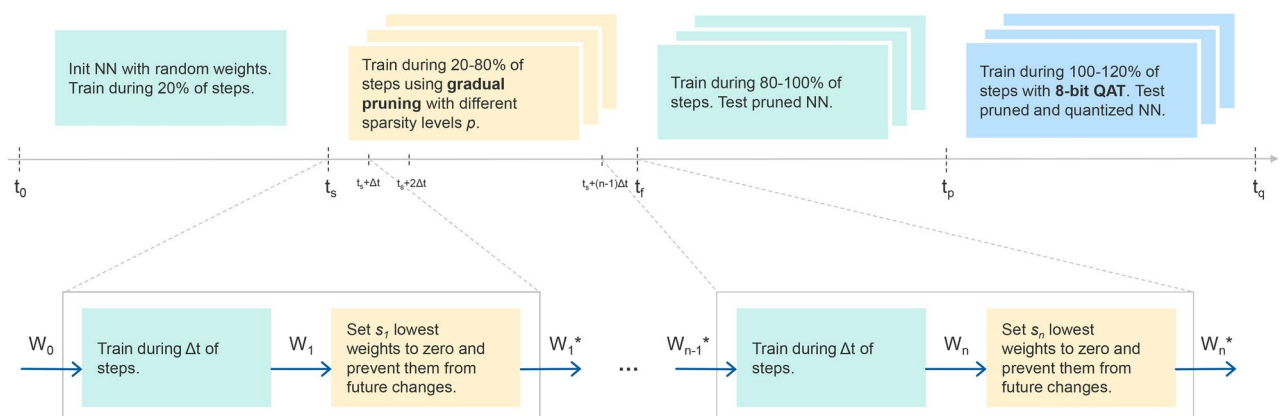 Init NN with random weights.
Train during 20% of steps.
Train during 20-80% of
steps using gradual
pruning with different
sparsity levels p.
Train during 80-100% of
steps. Test pruned NN.
Train during 100-120% of
steps with 8-bit QAT. Test
pruned and quantized NN.
t₀
tₛ
tₛ+Δt
tₛ+2Δt
tₛ+(n-1)Δt
t_f
tₚ
t_q
W₀
Train during Δt of
steps.
W₁
Set s₁ lowest
weights to zero and
prevent them from
future changes.
W₁*
...
Wₙ₋₁*
Train during Δt of
steps.
Wₙ
Set sₙ lowest
weights to zero and
prevent them from
future changes.
Wₙ*